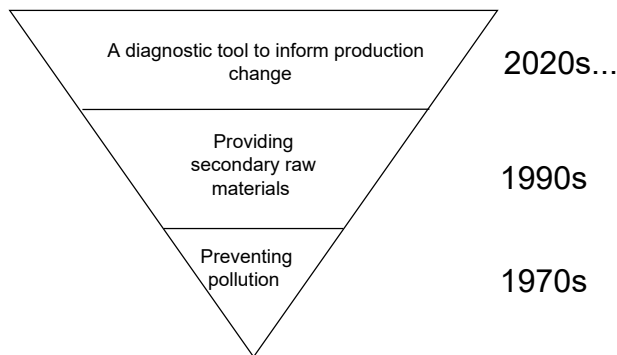 A diagnostic tool to inform production
change
2020s...
Providing
secondary raw
materials
1990s
Preventing
pollution
1970s